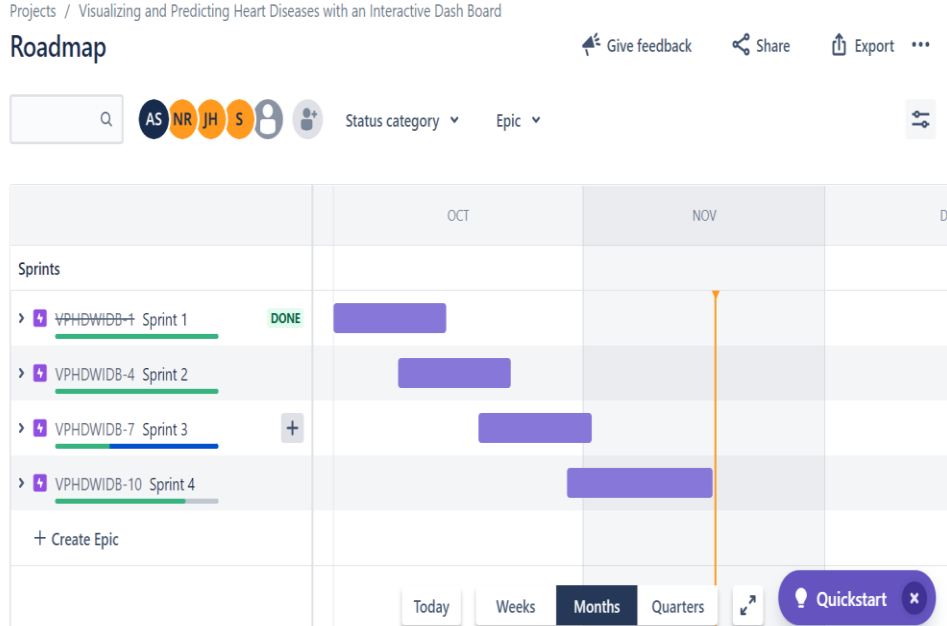 Projects / Visualizing and Predicting Heart Diseases with an Interactive Dash Board
Roadmap
Give feedback Share Export
AS NR JH S Status category Epic
OCT NOV D
Sprints
VPHDWIDB-1 Sprint 1 DONE
VPHDWIDB-4 Sprint 2
VPHDWIDB-7 Sprint 3
VPHDWIDB-10 Sprint 4
+ Create Epic
Today Weeks Months Quarters Quickstart